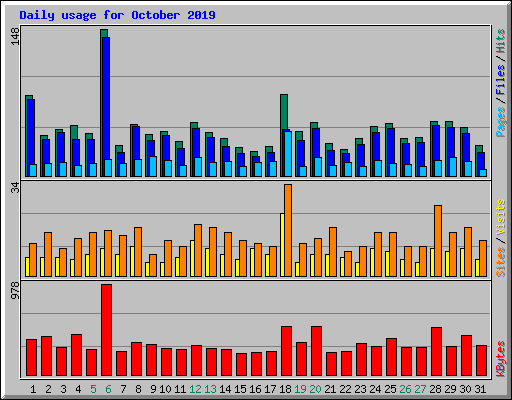 Daily usage for October 2019
148
Pages / Files / Hits
34
Sites / Visits
978
KBytes
1 2 3 4 5 6 7 8 9 10 11 12 13 14 15 16 17 18 19 20 21 22 23 24 25 26 27 28 29 30 31